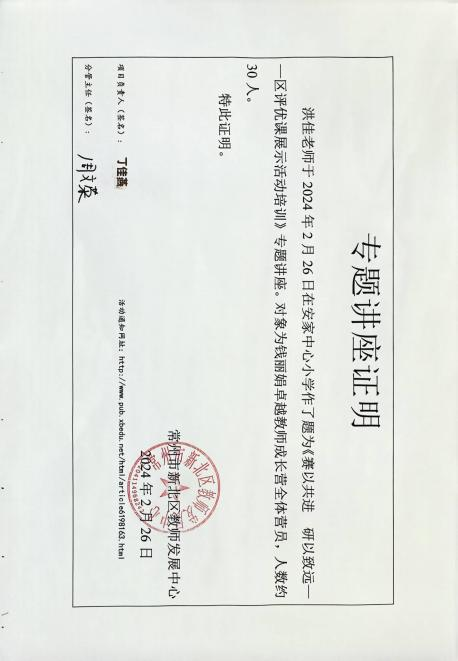 专题讲座证明
洪佳老师于 2024 年 2 月 26 日在安家中心小学作了题为《赛以共进 研以致远—
—区评优课展示活动培训》专题讲座。对象为钱丽娟卓越教师成长营全体营员，人数约
30 人。
特此证明。
常州市新北区教师发展中心
2024 年 2 月 26 日
项目负责人（签名）： 丁佳燕 活动通知网址：http://www.pub.xbedu.net/html/article6198163.html
分管主任（签名）： 周文荣